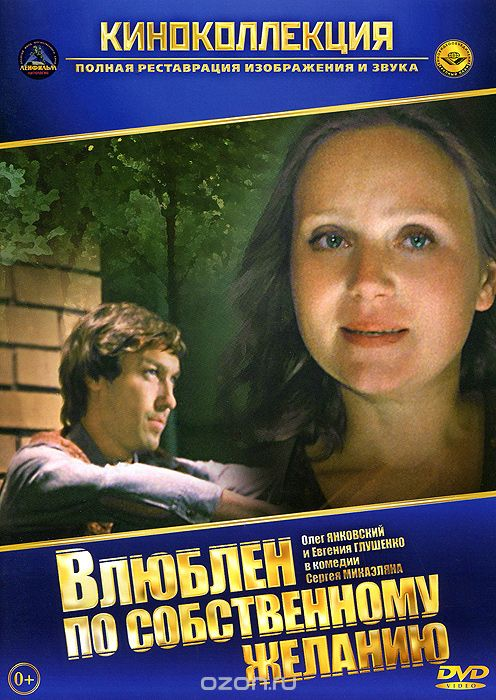 КИНОКОЛЛЕКЦИЯ
ПОЛНАЯ РЕСТАВРАЦИЯ ИЗОБРАЖЕНИЯ И ЗВУКА
ЛЕНФИЛЬМ
Олег ЯНКОВСКИЙ
и Евгения ГЛУШЕНКО
в комедии
Сергея МИКАЭЛЯНА
ВЛЮБЛЕН
ПО СОБСТВЕННОМУ
ЖЕЛАНИЮ
0+
DVD
VIDEO
ozon.ru